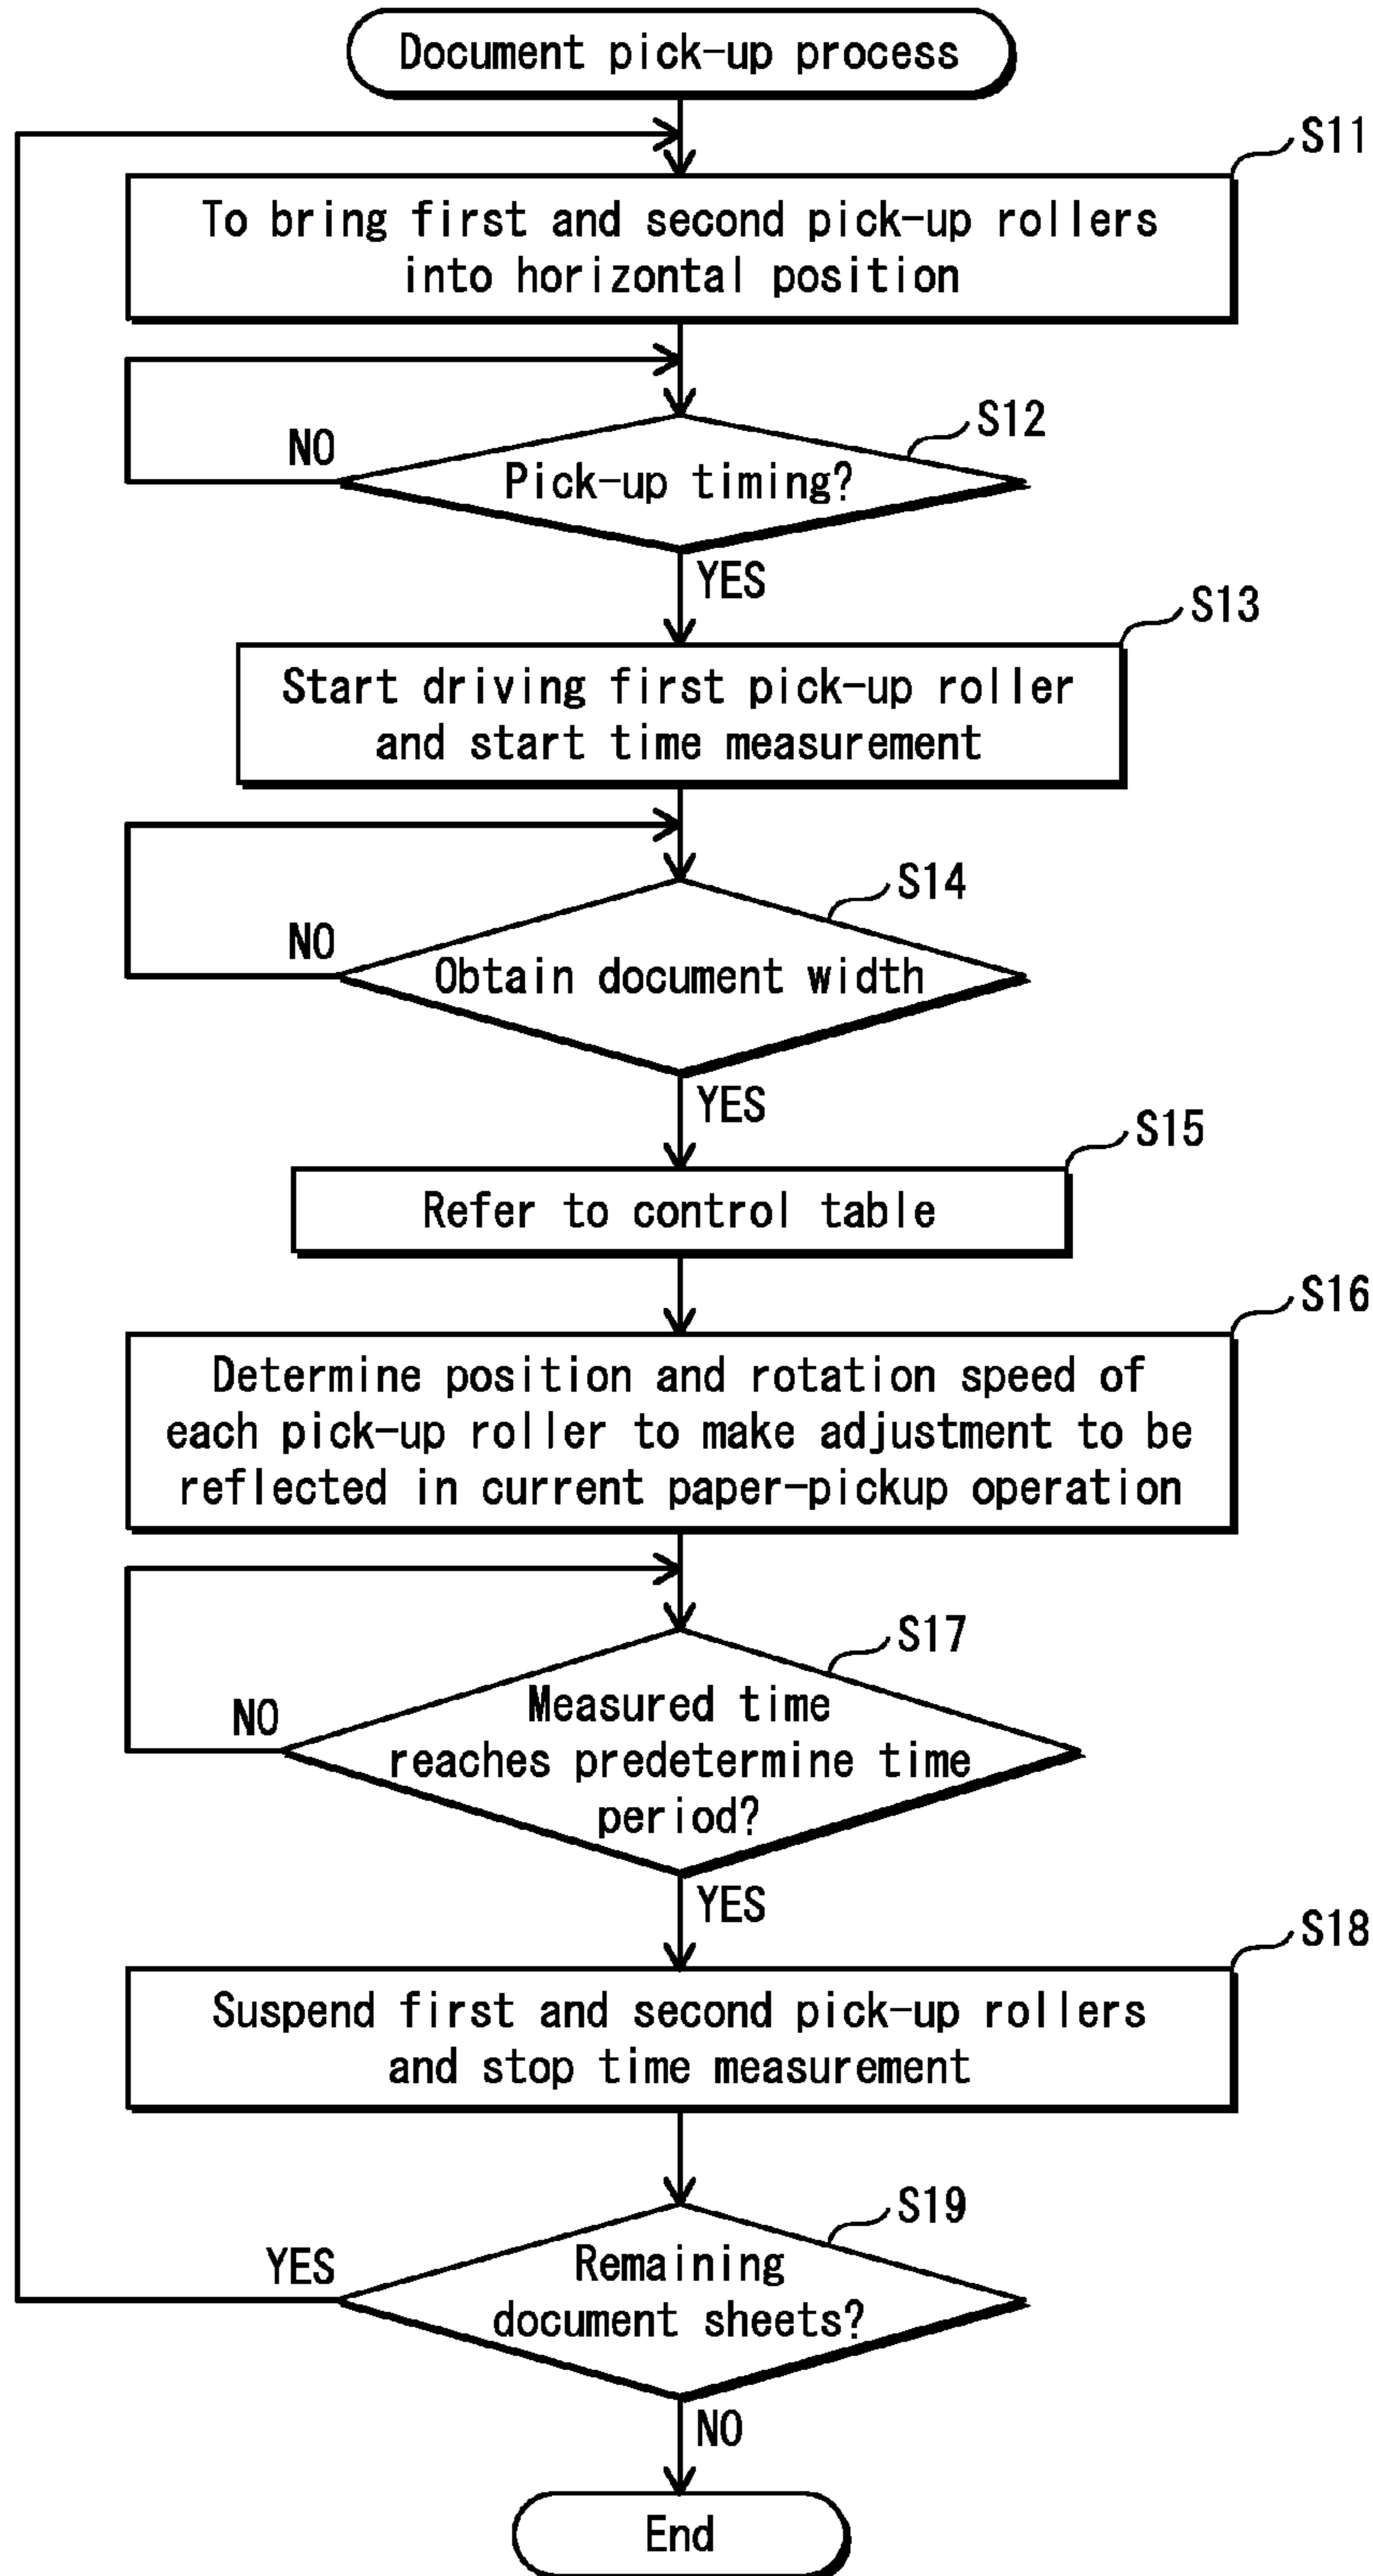 Document pick-up process
S11
To bring first and second pick-up rollers
into horizontal position
S12
NO
Pick-up timing?
YES
S13
Start driving first pick-up roller
and start time measurement
S14
NO
Obtain document width
YES
S15
Refer to control table
S16
Determine position and rotation speed of
each pick-up roller to make adjustment to be
reflected in current paper-pickup operation
S17
NO
Measured time
reaches predetermine time
period?
YES
S18
Suspend first and second pick-up rollers
and stop time measurement
S19
YES
Remaining
document sheets?
NO
End